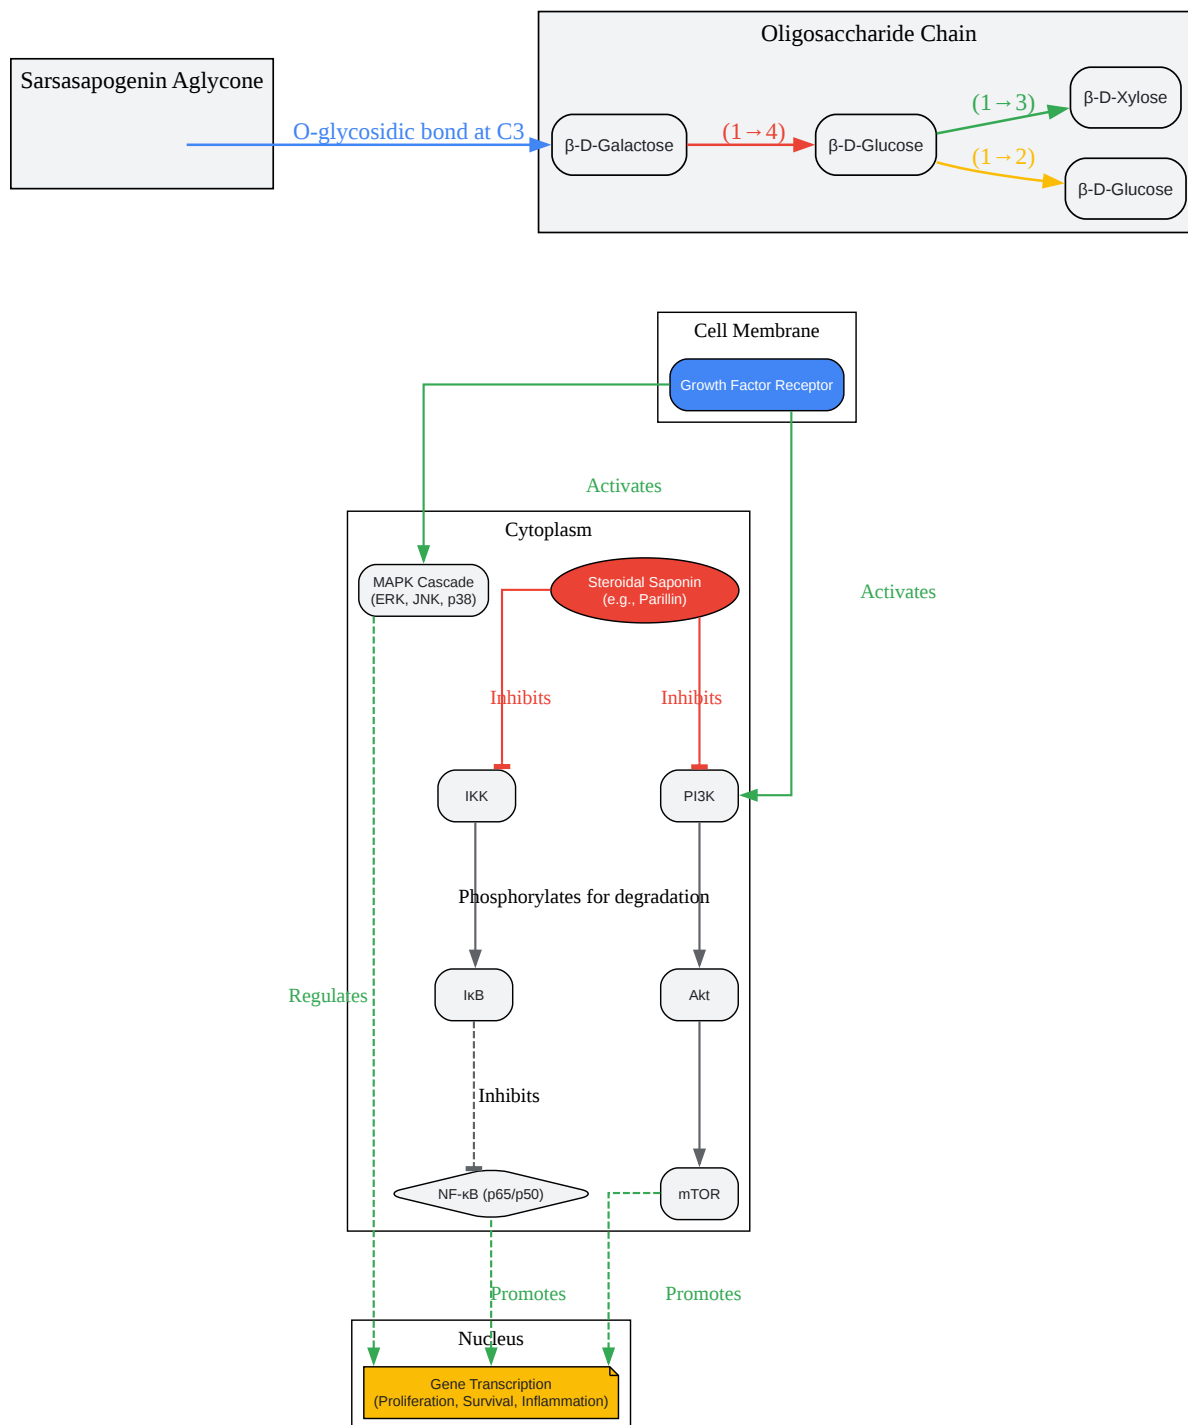 Oligosaccharide Chain
Sarsasapogenin Aglycone
O-glycosidic bond at C3
β-D-Galactose
(1→4)
β-D-Glucose
(1→3)
β-D-Xylose
(1→2)
β-D-Glucose
Cell Membrane
Growth Factor Receptor
Activates
Cytoplasm
MAPK Cascade
(ERK, JNK, p38)
Steroidal Saponin
(e.g., Parillin)
Activates
Inhibits
Inhibits
IKK
PI3K
Phosphorylates for degradation
Regulates
IκB
Akt
Inhibits
NF-κB (p65/p50)
mTOR
Promotes
Promotes
Nucleus
Gene Transcription
(Proliferation, Survival, Inflammation)